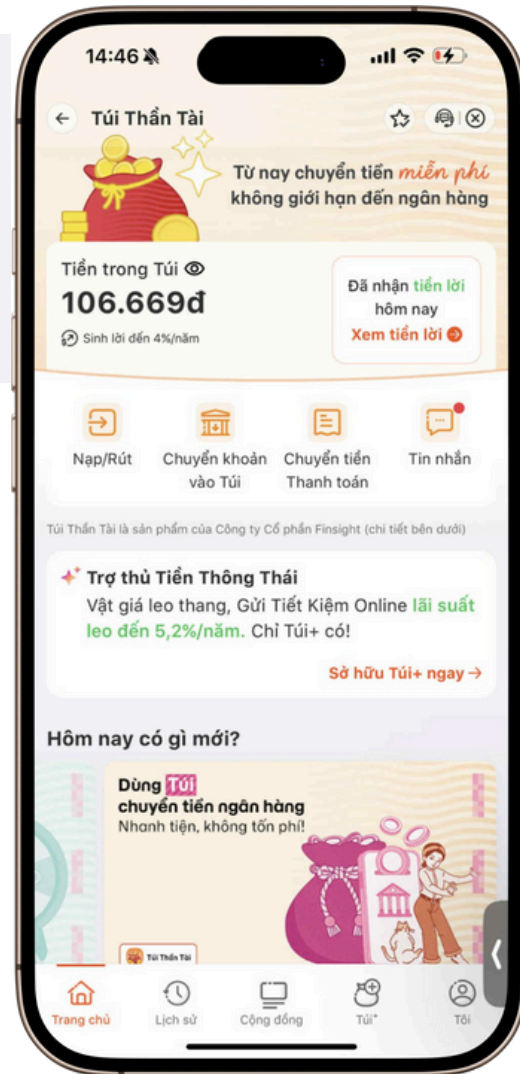 14:46
Túi Thần Tài
Từ nay chuyển tiền miễn phí
không giới hạn đến ngân hàng
Tiền trong Túi
106.669đ
Sinh lời đến 4%/năm
Đã nhận tiền lời
hôm nay
Xem tiền lời
Nạp/Rút
Chuyển khoản
vào Túi
Chuyển tiền
Thanh toán
Tin nhắn
Túi Thần Tài là sản phẩm của Công ty Cổ phần Finsight (chi tiết bên dưới)
Trợ thủ Tiền Thông Thái
Vật giá leo thang, Gửi Tiết Kiệm Online lãi suất
leo đến 5,2%/năm. Chỉ Túi+ có!
Sở hữu Túi+ ngay →
Hôm nay có gì mới?
Dùng Túi
chuyển tiền ngân hàng
Nhanh tiện, không tốn phí!
Túi Thần Tài
Trang chủ
Lịch sử
Cộng đồng
Túi+
Tôi